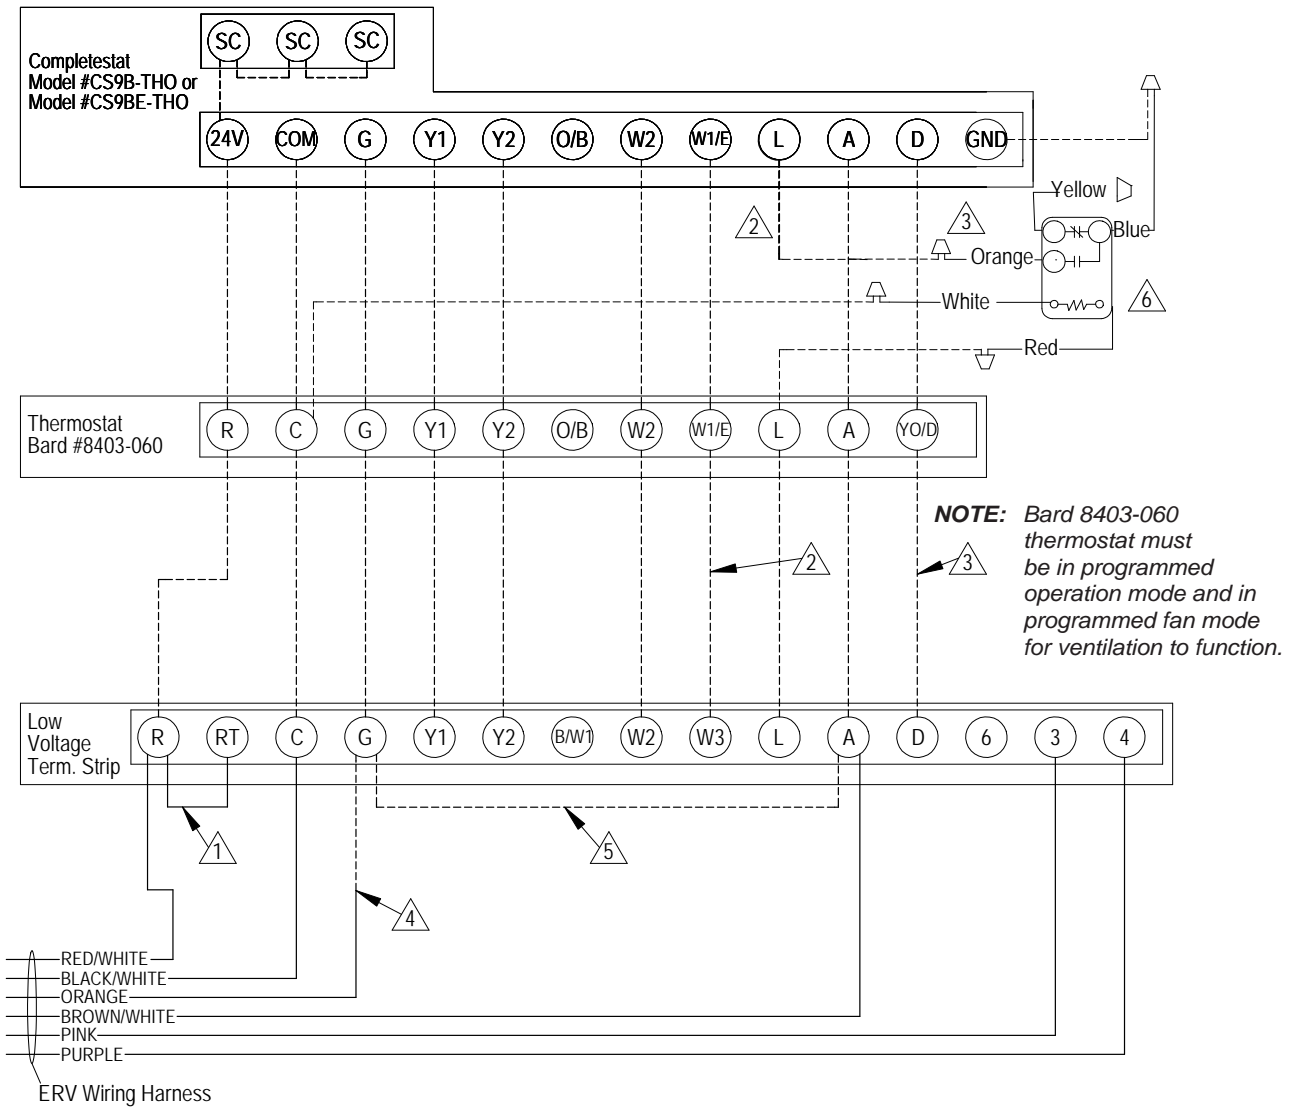 SC SC SC
Completestat
Model #CS9B-THO or
Model #CS9BE-THO
24V COM G Y1 Y2 O/B W2 W1/E L A D GND
Yellow
2 3
Blue
Orange
White
6
Red
Thermostat
Bard #8403-060
R C G Y1 Y2 O/B W2 W1/E L A YO/D
NOTE: Bard 8403-060
thermostat must
be in programmed
operation mode and in
programmed fan mode
for ventilation to function.
2 3
Low
Voltage
Term. Strip
R RT C G Y1 Y2 B/W1 W2 W3 L A D 6 3 4
1 5
4
RED/WHITE
BLACK/WHITE
ORANGE
BROWN/WHITE
PINK
PURPLE
ERV Wiring Harness